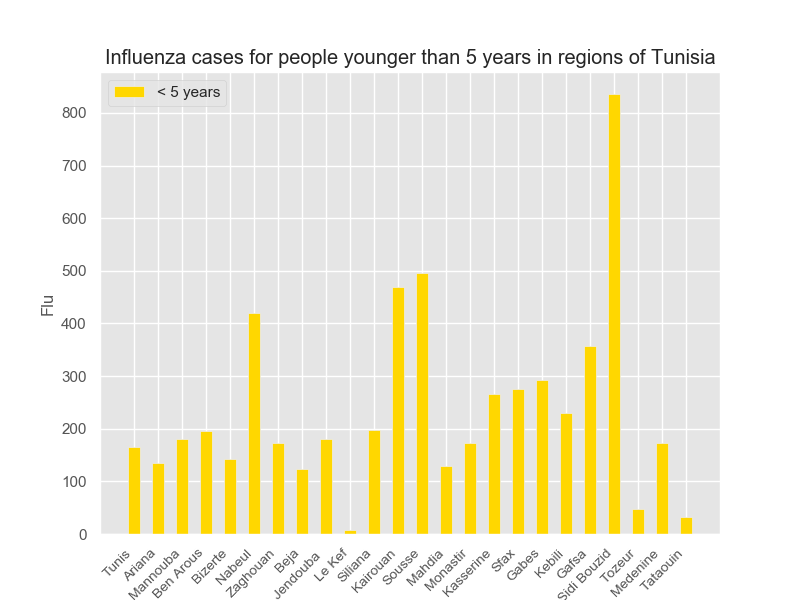 Influenza cases for people younger than 5 years in regions of Tunisia
< 5 years
800
700
600
500
400
300
200
100
0
Flu
Tunis
Ariana
Mannouba
Ben Arous
Bizerte
Nabeul
Zaghouan
Beja
Jendouba
Le Kef
Siliana
Kairouan
Sousse
Mahdia
Monastir
Kasserine
Sfax
Gabes
Kebili
Gafsa
Sidi Bouzid
Tozeur
Medenine
Tataouin